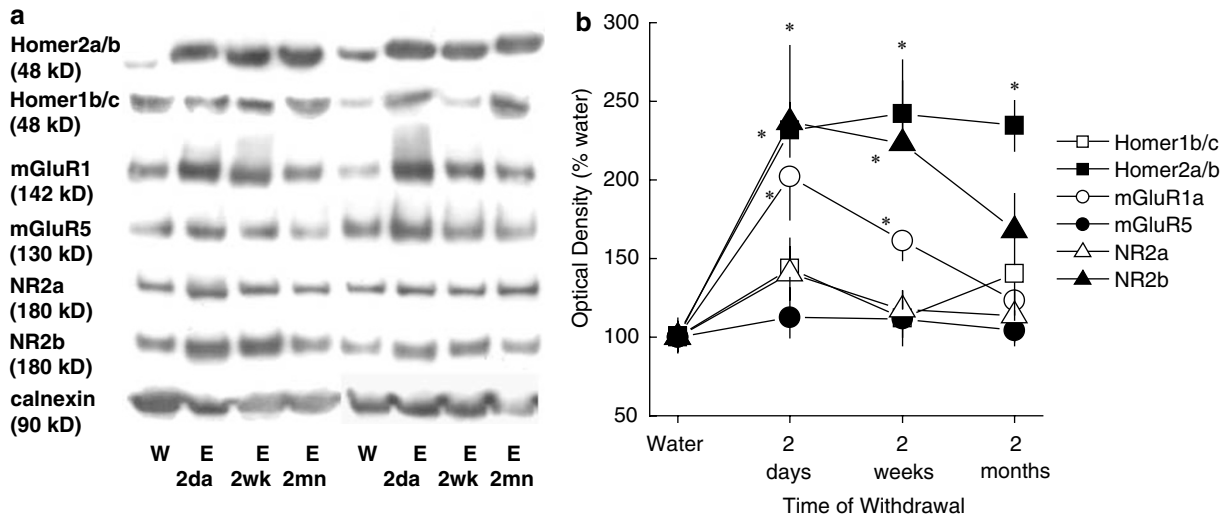 a
Homer2a/b
(48 kD)
Homer1b/c
(48 kD)
mGluR1
(142 kD)
mGluR5
(130 kD)
NR2a
(180 kD)
NR2b
(180 kD)
calnexin
(90 kD)
W E E E W E E E
2da 2wk 2mn 2da 2wk 2mn
b
300
250
200
150
100
50
Optical Density (% water)
* * *
* *
* *
Water 2 2 2
days weeks months
Time of Withdrawal
Homer1b/c
Homer2a/b
mGluR1a
mGluR5
NR2a
NR2b